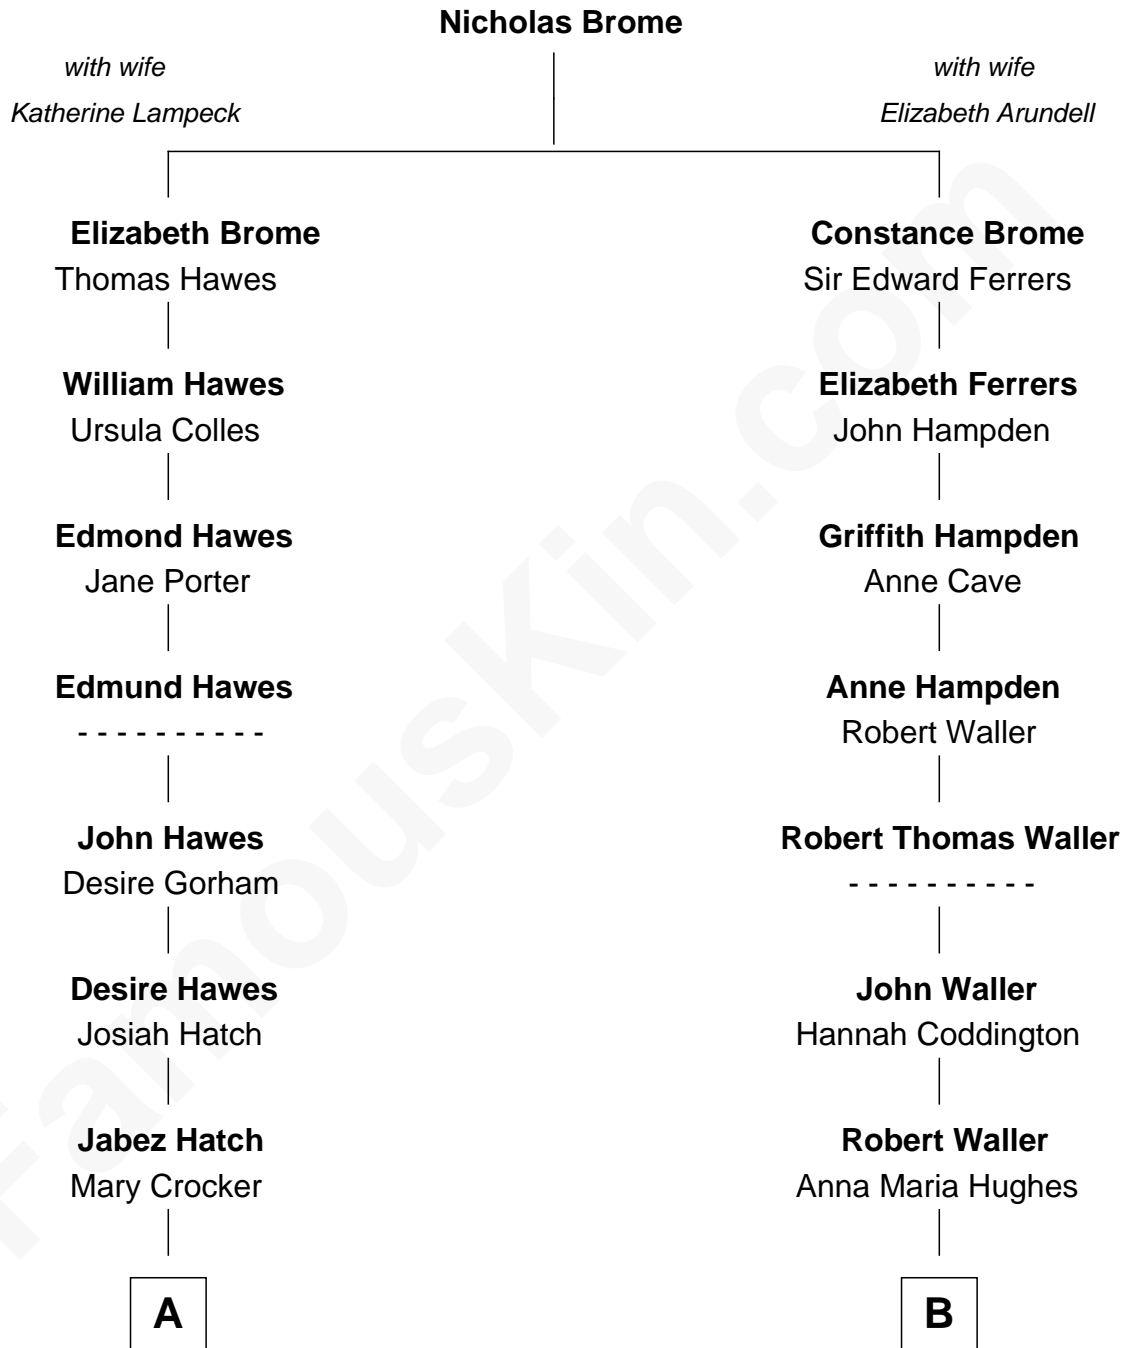 Nicholas Brome
with wife
Katherine Lampeck
with wife
Elizabeth Arundell
Elizabeth Brome
Thomas Hawes
Constance Brome
Sir Edward Ferrers
William Hawes
Ursula Colles
Elizabeth Ferrers
John Hampden
Edmond Hawes
Jane Porter
Griffith Hampden
Anne Cave
Edmund Hawes
- - - - - - - - - -
Anne Hampden
Robert Waller
John Hawes
Desire Gorham
Robert Thomas Waller
- - - - - - - - - -
Desire Hawes
Josiah Hatch
John Waller
Hannah Coddington
Jabez Hatch
Mary Crocker
Robert Waller
Anna Maria Hughes
A
B
FamousKin.com